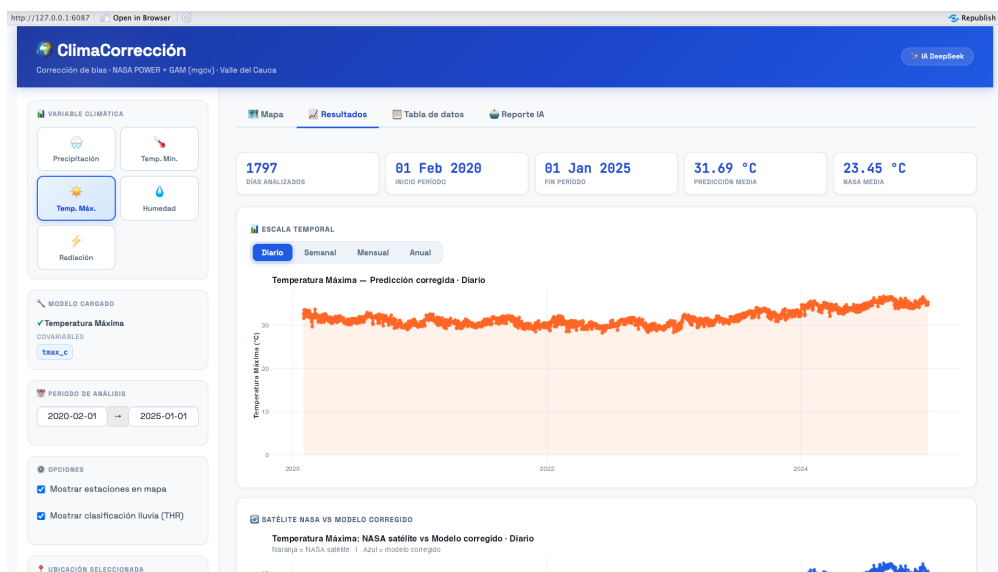 http://127.0.0.1:6087
Open in Browser
Republish
ClimaCorrección
Corrección de bias · NASA POWER + GAM (mgcv) · Valle del Cauca
IA DeepSeek
VARIABLE CLIMÁTICA
Precipitación
Temp. Mín.
Temp. Máx.
Humedad
Radiación
MODELO CARGADO
✔Temperatura Máxima
COVARIABLES
tmax_c
PERIODO DE ANÁLISIS
2020-02-01 → 2025-01-01
OPCIONES
Mostrar estaciones en mapa
Mostrar clasificación lluvia (THR)
UBICACIÓN SELECCIONADA
Mapa
Resultados
Tabla de datos
Reporte IA
1797
DÍAS ANALIZADOS
01 Feb 2020
INICIO PERÍODO
01 Jan 2025
FIN PERÍODO
31.69 °C
PREDICCIÓN MEDIA
23.45 °C
NASA MEDIA
ESCALA TEMPORAL
Diario
Semanal
Mensual
Anual
Temperatura Máxima — Predicción corregida · Diario
Temperatura Máxima (°C)
30
20
10
0
2020
2022
2024
SATÉLITE NASA VS MODELO CORREGIDO
Temperatura Máxima: NASA satélite vs Modelo corregido · Diario
Naranja = NASA satélite | Azul = modelo corregido